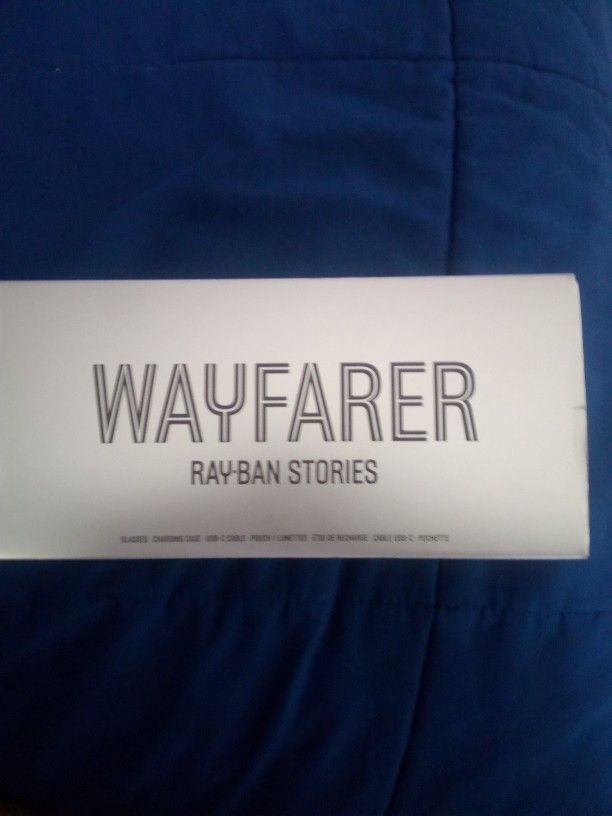 WAYFARER
RAY-BAN STORIES
GLASSES · CHARGING CASE · USB-C CABLE · POUCH / LUNETTES · ÉTUI DE RECHARGE · CÂBLE USB-C · POCHETTE